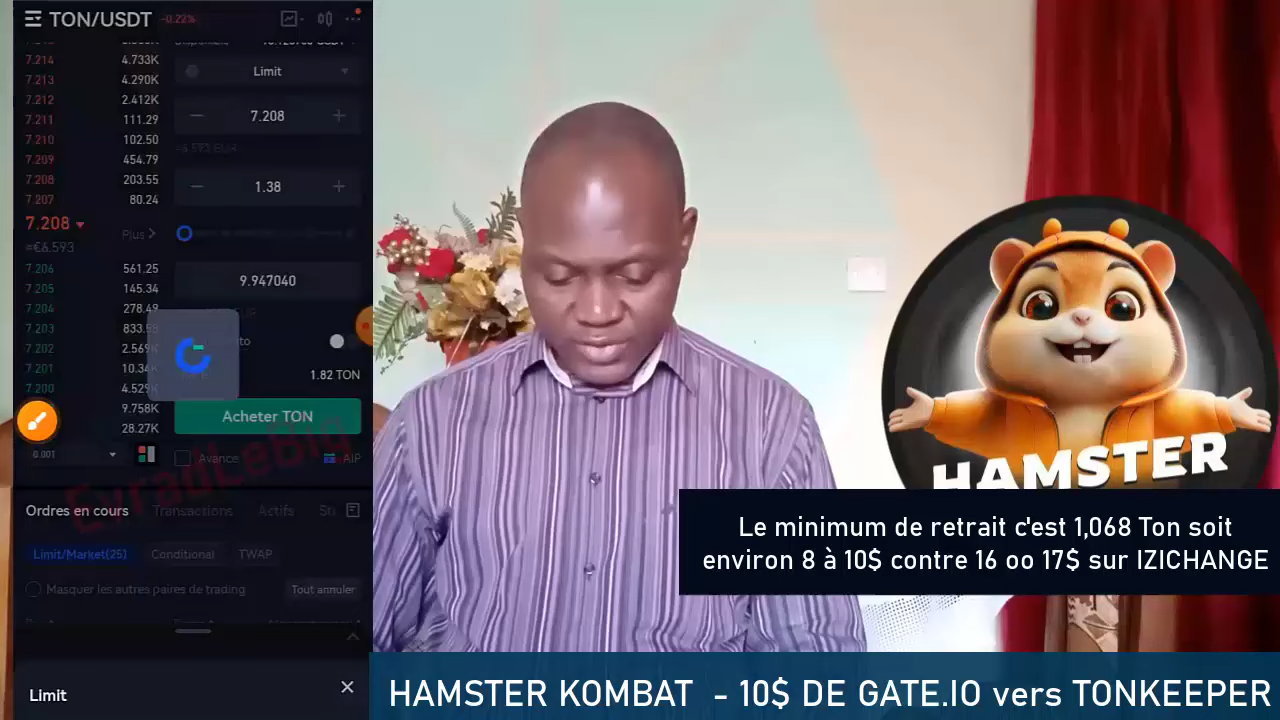 TON/USDT -0.22%
7.214 4.733K
7.213 4.290K
7.212 2.412K
7.211 111.29
7.210 102.50
7.209 454.79
7.208 203.55
7.207 80.24
7.208
≈€6.593
Plus
7.206 561.25
7.205 145.34
7.204 278.49
7.203
7.202
7.201
7.200
9.758K
28.27K
0.001
Limit
7.208
≈6.593 EUR
1.38
9.947040
1.82 TON
Acheter TON
Avancé
AIP
EvradLeBig
Ordres en cours Transactions Actifs
Limit/Market(25) Conditional TWAP
Masquer les autres paires de trading Tout annuler
Limit
HAMSTER
Le minimum de retrait c'est 1,068 Ton soit
environ 8 à 10$ contre 16 oo 17$ sur IZICHANGE
HAMSTER KOMBAT - 10$ DE GATE.IO vers TONKEEPER